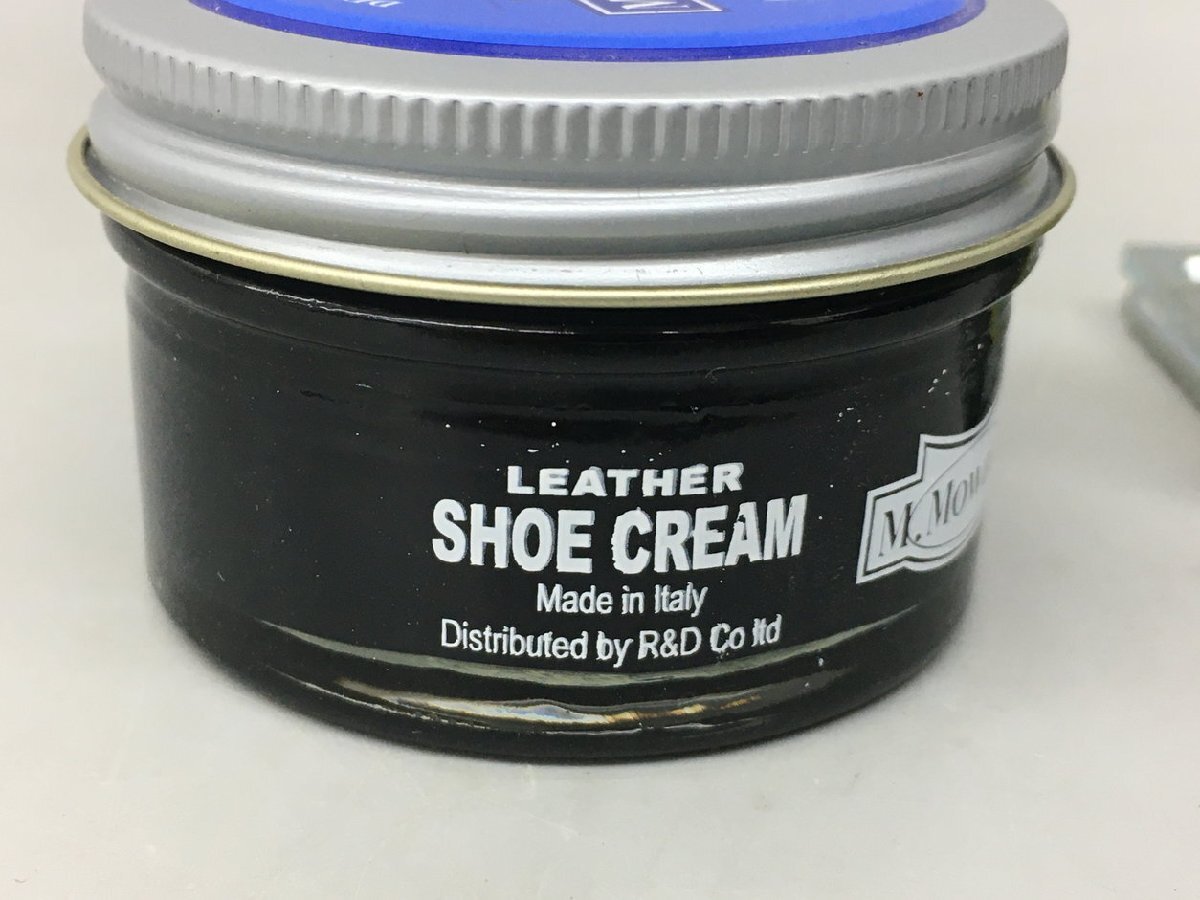 LEATHER
SHOE CREAM
Made in Italy
Distributed by R&D Co ltd
M.